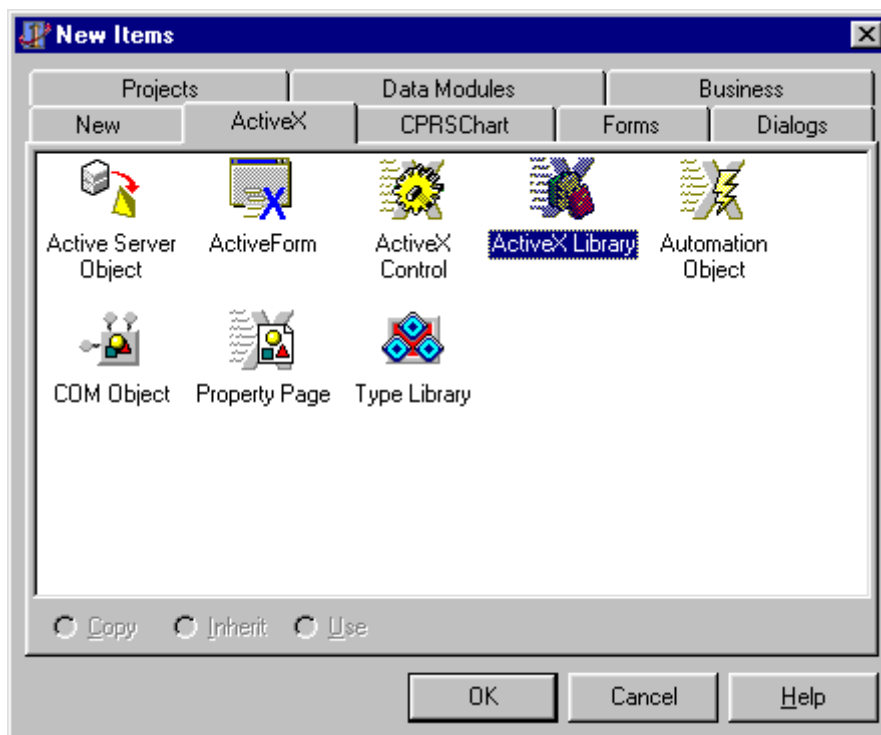 New Items
Projects Data Modules Business
New ActiveX CPRSChart Forms Dialogs
Active Server Object
ActiveForm
ActiveX Control
ActiveX Library
Automation Object
COM Object
Property Page
Type Library
Copy Inherit Use
OK Cancel Help